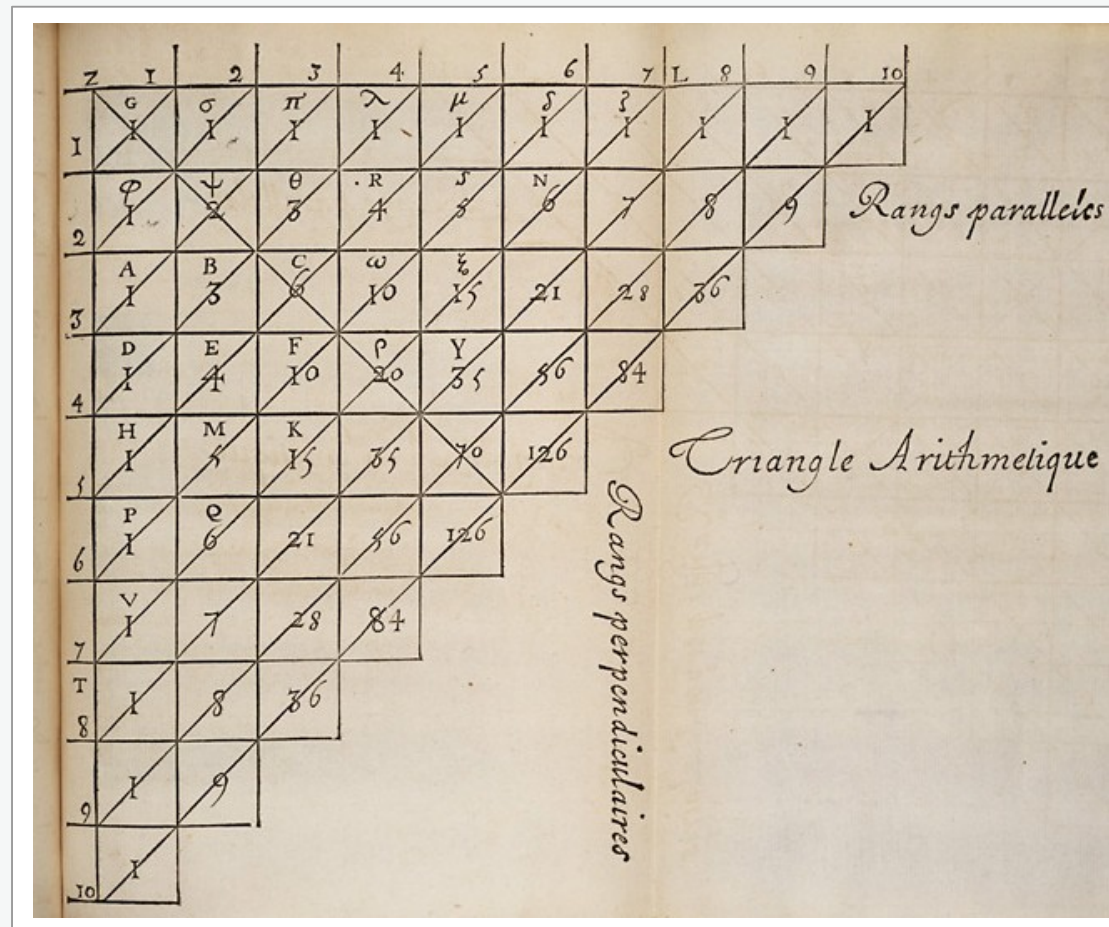 Z 1 2 3 4 5 6 7 L 8 9 10
G σ π λ μ δ ζ
1 1 1 1 1 1 1 1 1 1 1
φ ψ θ R S N
2 1 2 3 4 5 6 7 8 9
Rangs paralleles
A B C ω ξ
3 1 3 6 10 15 21 28 36
D E F ρ Y
4 1 4 10 20 35 56 84
H M K
5 1 5 15 35 70 126
Triangle Arithmetique
P Q
6 1 6 21 56 126
V
7 1 7 28 84
T
8 1 8 36
9 1 9
10 1
Rangs perpendiculaires